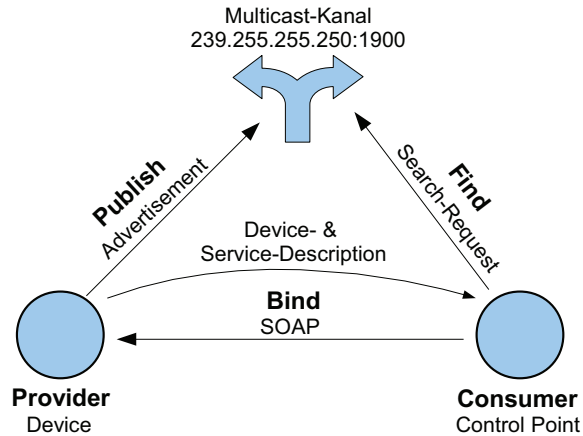 Multicast-Kanal
239.255.255.250:1900
Publish
Advertisement
Find
Search-Request
Device- &
Service-Description
Bind
SOAP
Provider
Device
Consumer
Control Point